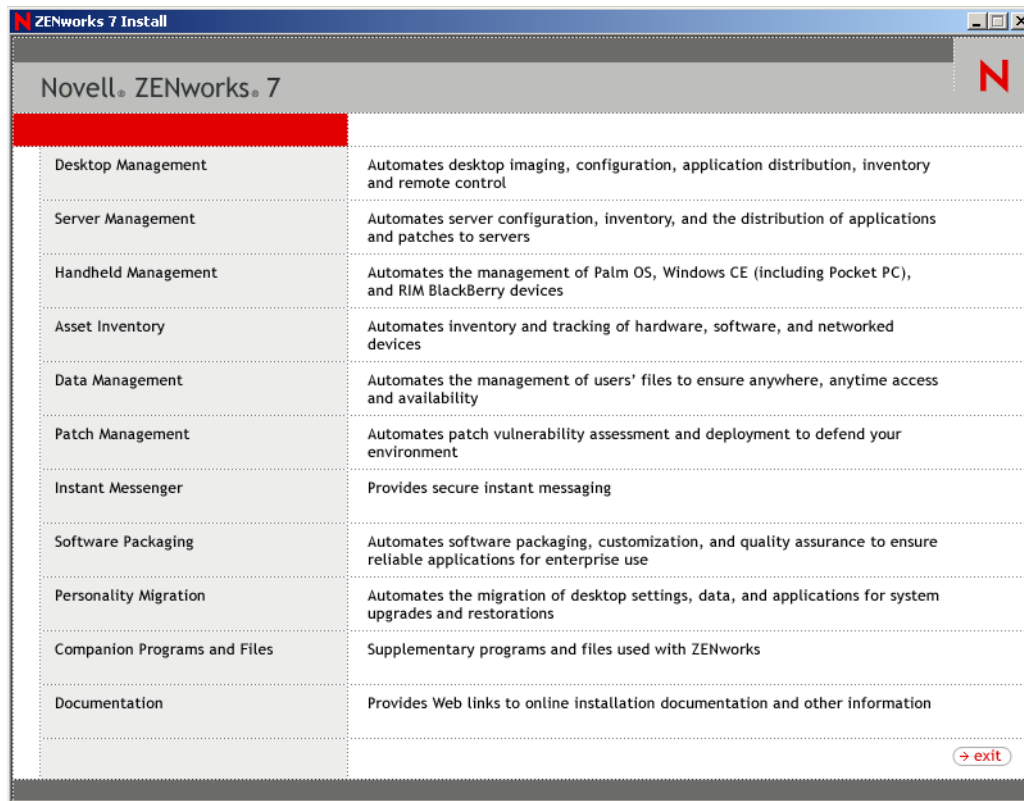 ZENworks 7 Install
Novell® ZENworks® 7
N
Desktop Management
Automates desktop imaging, configuration, application distribution, inventory
and remote control
Server Management
Automates server configuration, inventory, and the distribution of applications
and patches to servers
Handheld Management
Automates the management of Palm OS, Windows CE (including Pocket PC),
and RIM BlackBerry devices
Asset Inventory
Automates inventory and tracking of hardware, software, and networked
devices
Data Management
Automates the management of users’ files to ensure anywhere, anytime access
and availability
Patch Management
Automates patch vulnerability assessment and deployment to defend your
environment
Instant Messenger
Provides secure instant messaging
Software Packaging
Automates software packaging, customization, and quality assurance to ensure
reliable applications for enterprise use
Personality Migration
Automates the migration of desktop settings, data, and applications for system
upgrades and restorations
Companion Programs and Files
Supplementary programs and files used with ZENworks
Documentation
Provides Web links to online installation documentation and other information
→ exit